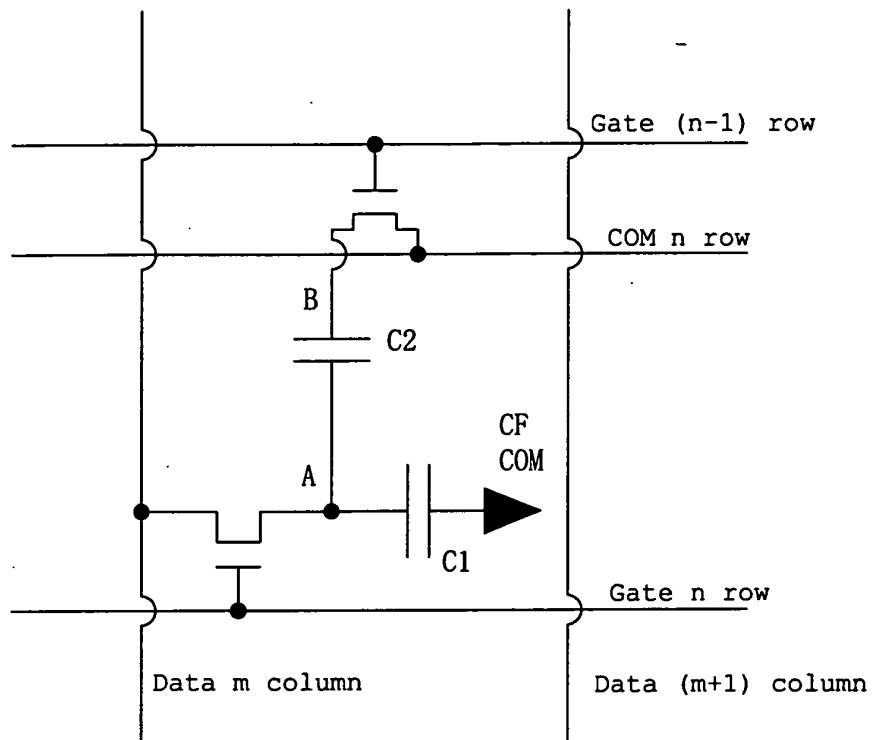 Gate (n-1) row
COM n row
B
C2
CF
COM
A
C1
Gate n row
Data m column
Data (m+1) column